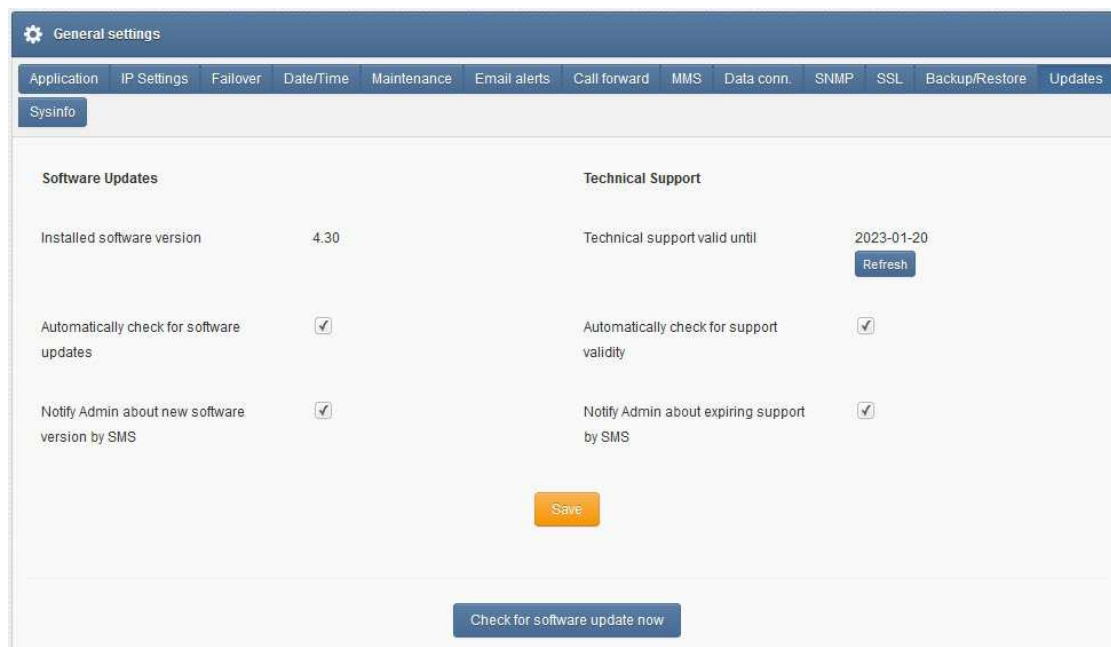 General settings
Application IP Settings Failover Date/Time Maintenance Email alerts Call forward MMS Data conn. SNMP SSL Backup/Restore Updates
Sysinfo
Software Updates
Technical Support
Installed software version 4.30
Technical support valid until 2023-01-20
Refresh
Automatically check for software
updates
Automatically check for support
validity
Notify Admin about new software
version by SMS
Notify Admin about expiring support
by SMS
Save
Check for software update now